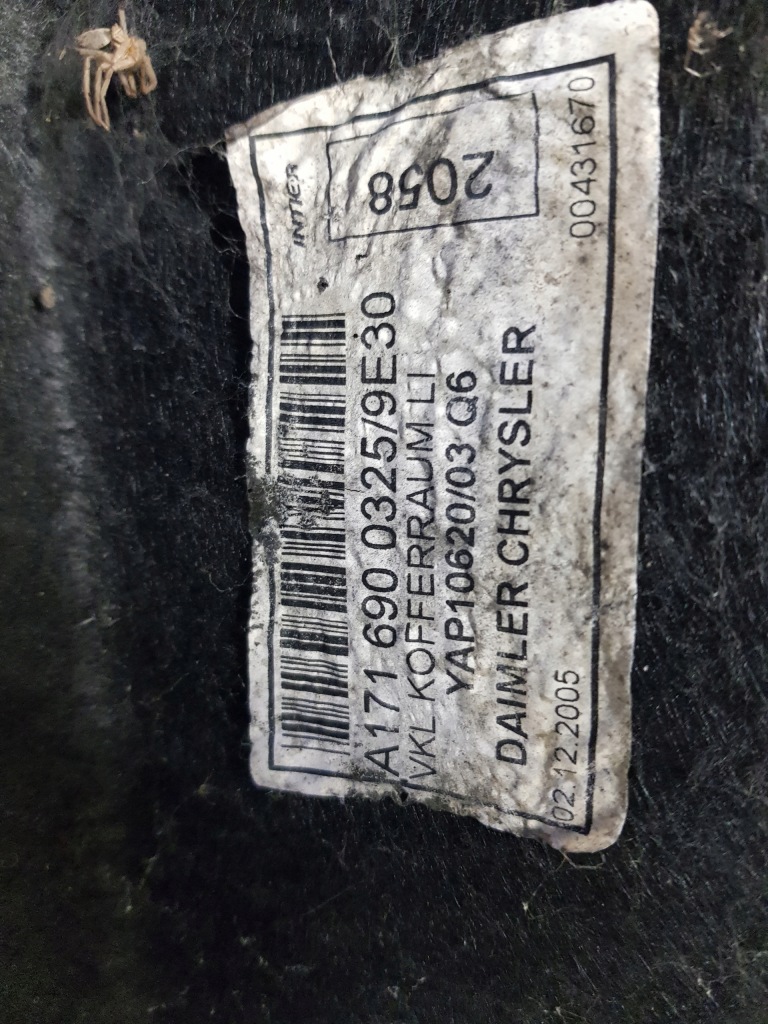 INTIER
2058
A171 690 0325/9E30
VKL KOFFERRAUM LI
YAP10620/03 Q6
DAIMLER CHRYSLER
02.12.2005
00431670